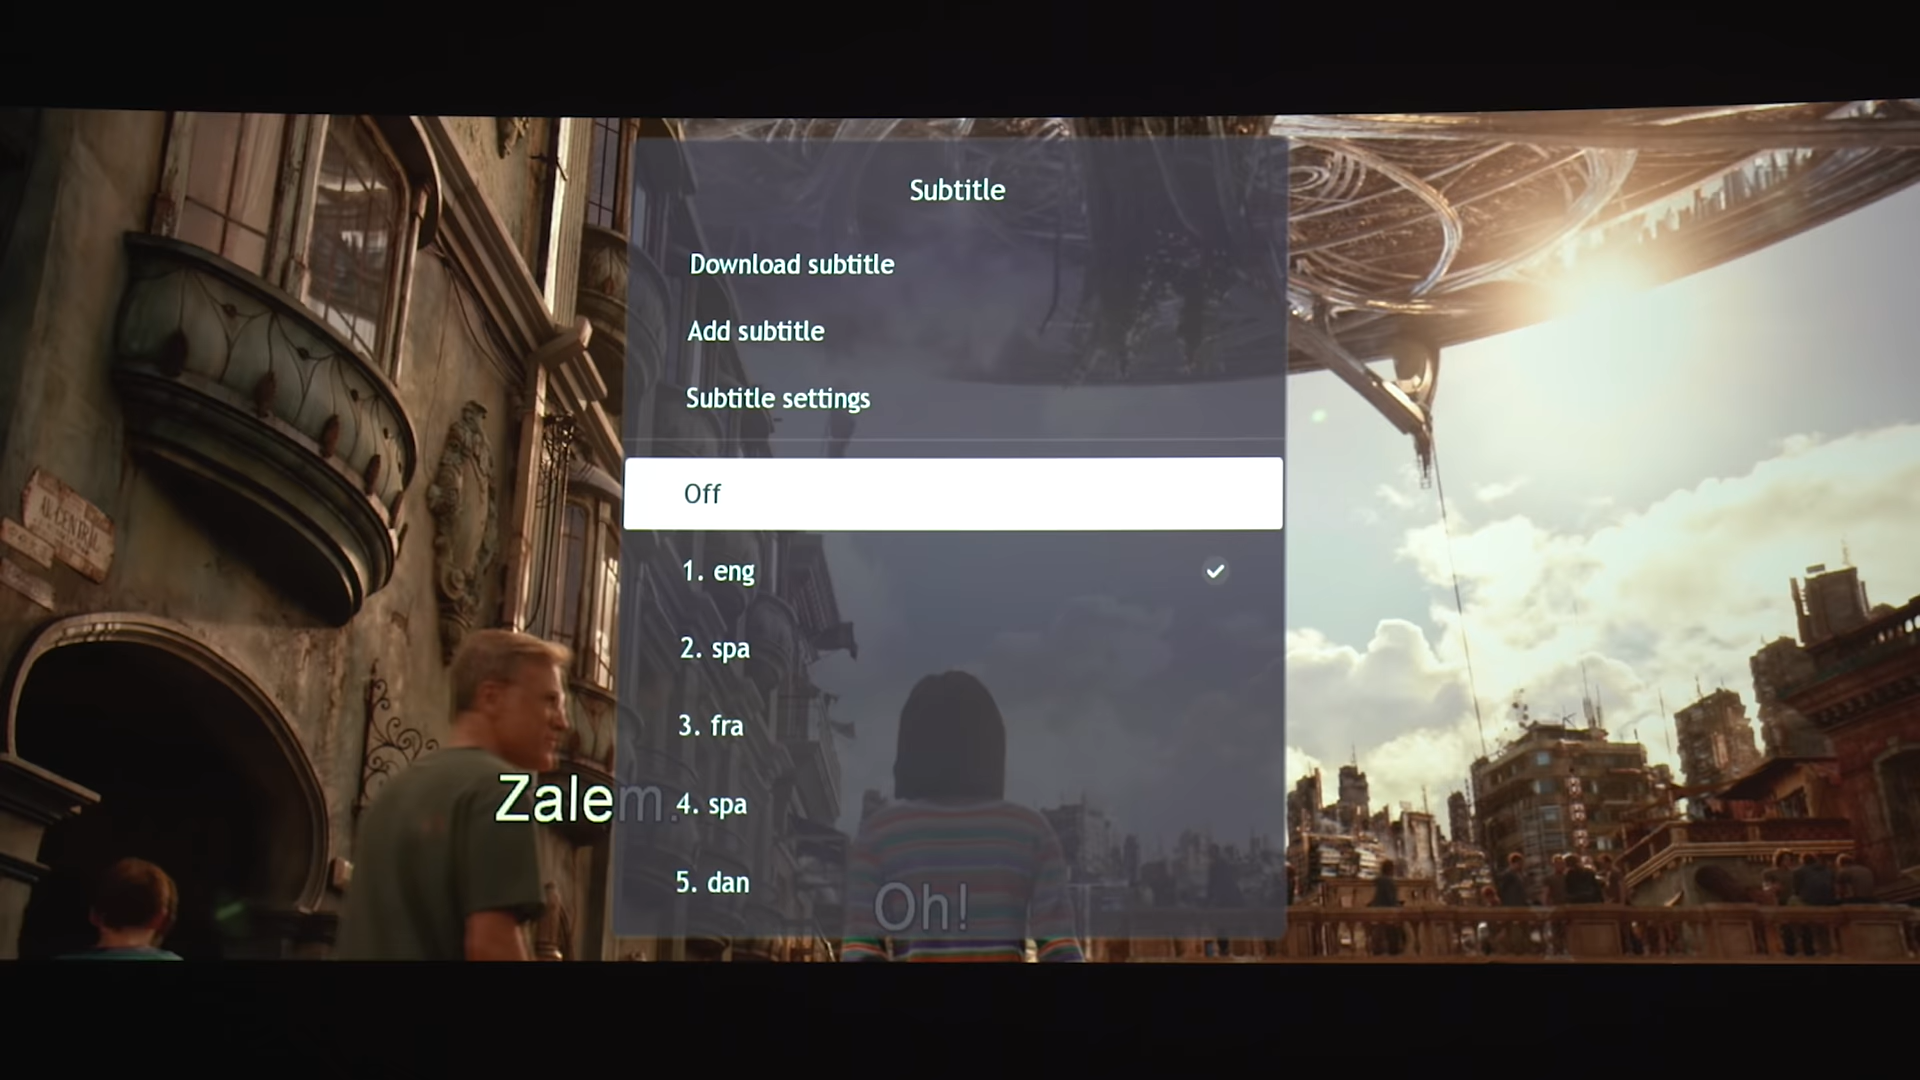 Subtitle
Download subtitle
Add subtitle
Subtitle settings
Off
1. eng
2. spa
3. fra
Zalem.
4. spa
5. dan
Oh!
CENTRAL